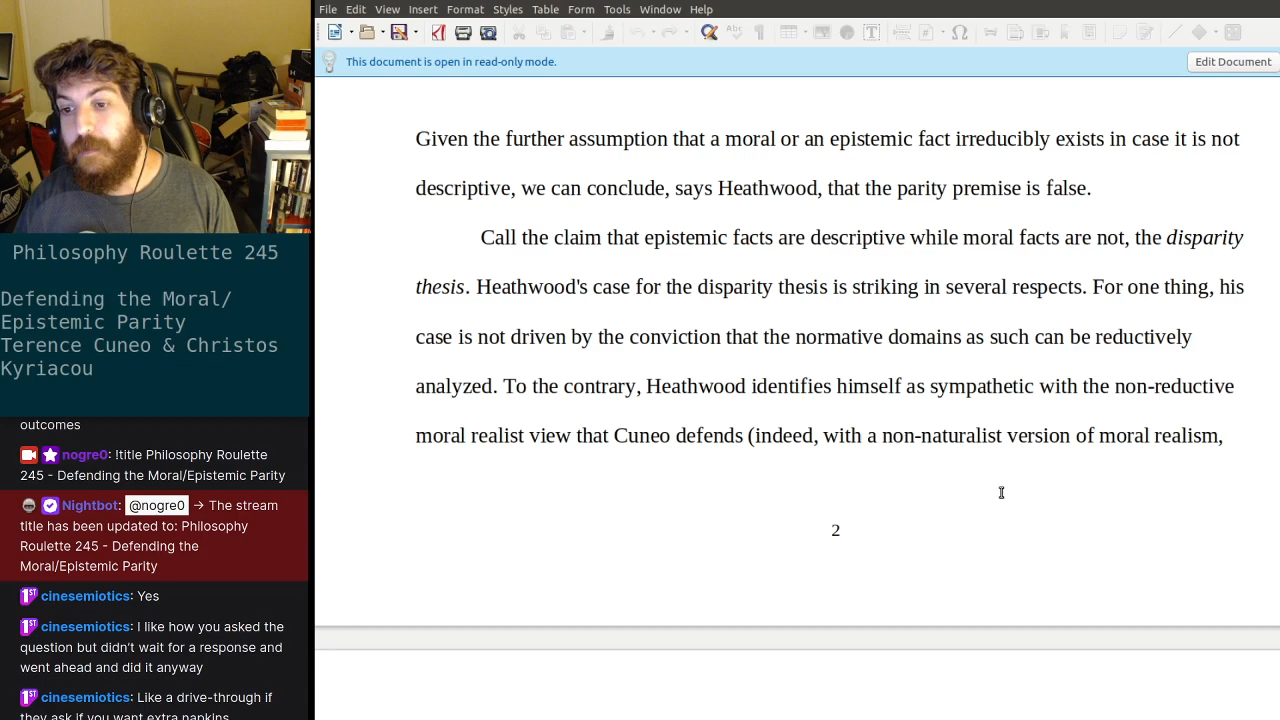 File Edit View Insert Format Styles Table Form Tools Window Help
This document is open in read-only mode.
Edit Document
Given the further assumption that a moral or an epistemic fact irreducibly exists in case it is not
descriptive, we can conclude, says Heathwood, that the parity premise is false.
Call the claim that epistemic facts are descriptive while moral facts are not, the disparity
thesis. Heathwood's case for the disparity thesis is striking in several respects. For one thing, his
case is not driven by the conviction that the normative domains as such can be reductively
analyzed. To the contrary, Heathwood identifies himself as sympathetic with the non-reductive
moral realist view that Cuneo defends (indeed, with a non-naturalist version of moral realism,
2
Philosophy Roulette 245
Defending the Moral/
Epistemic Parity
Terence Cuneo & Christos
Kyriacou
outcomes
nogre0: !title Philosophy Roulette
245 - Defending the Moral/Epistemic Parity
Nightbot: @nogre0 → The stream
title has been updated to: Philosophy
Roulette 245 - Defending the
Moral/Epistemic Parity
1ST cinesemiotics: Yes
1ST cinesemiotics: I like how you asked the
question but didn't wait for a response and
went ahead and did it anyway
1ST cinesemiotics: Like a drive-through if
they ask if you want extra napkins